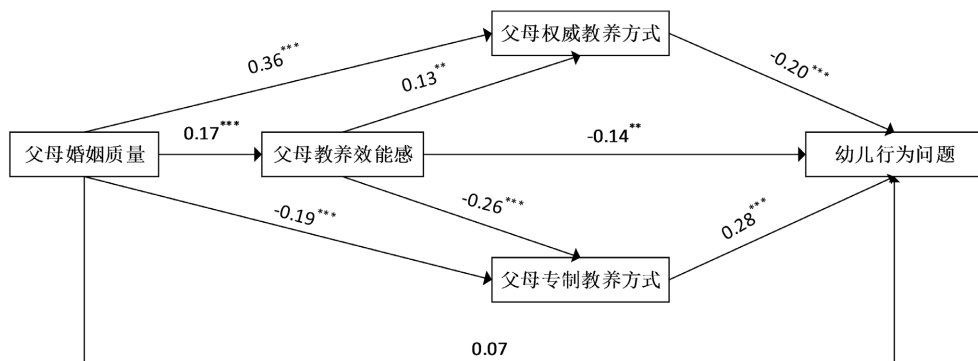 父母权威教养方式
0.36***
-0.20***
0.13**
0.17***
-0.14**
父母婚姻质量
父母教养效能感
幼儿行为问题
-0.19***
-0.26***
0.28***
父母专制教养方式
0.07